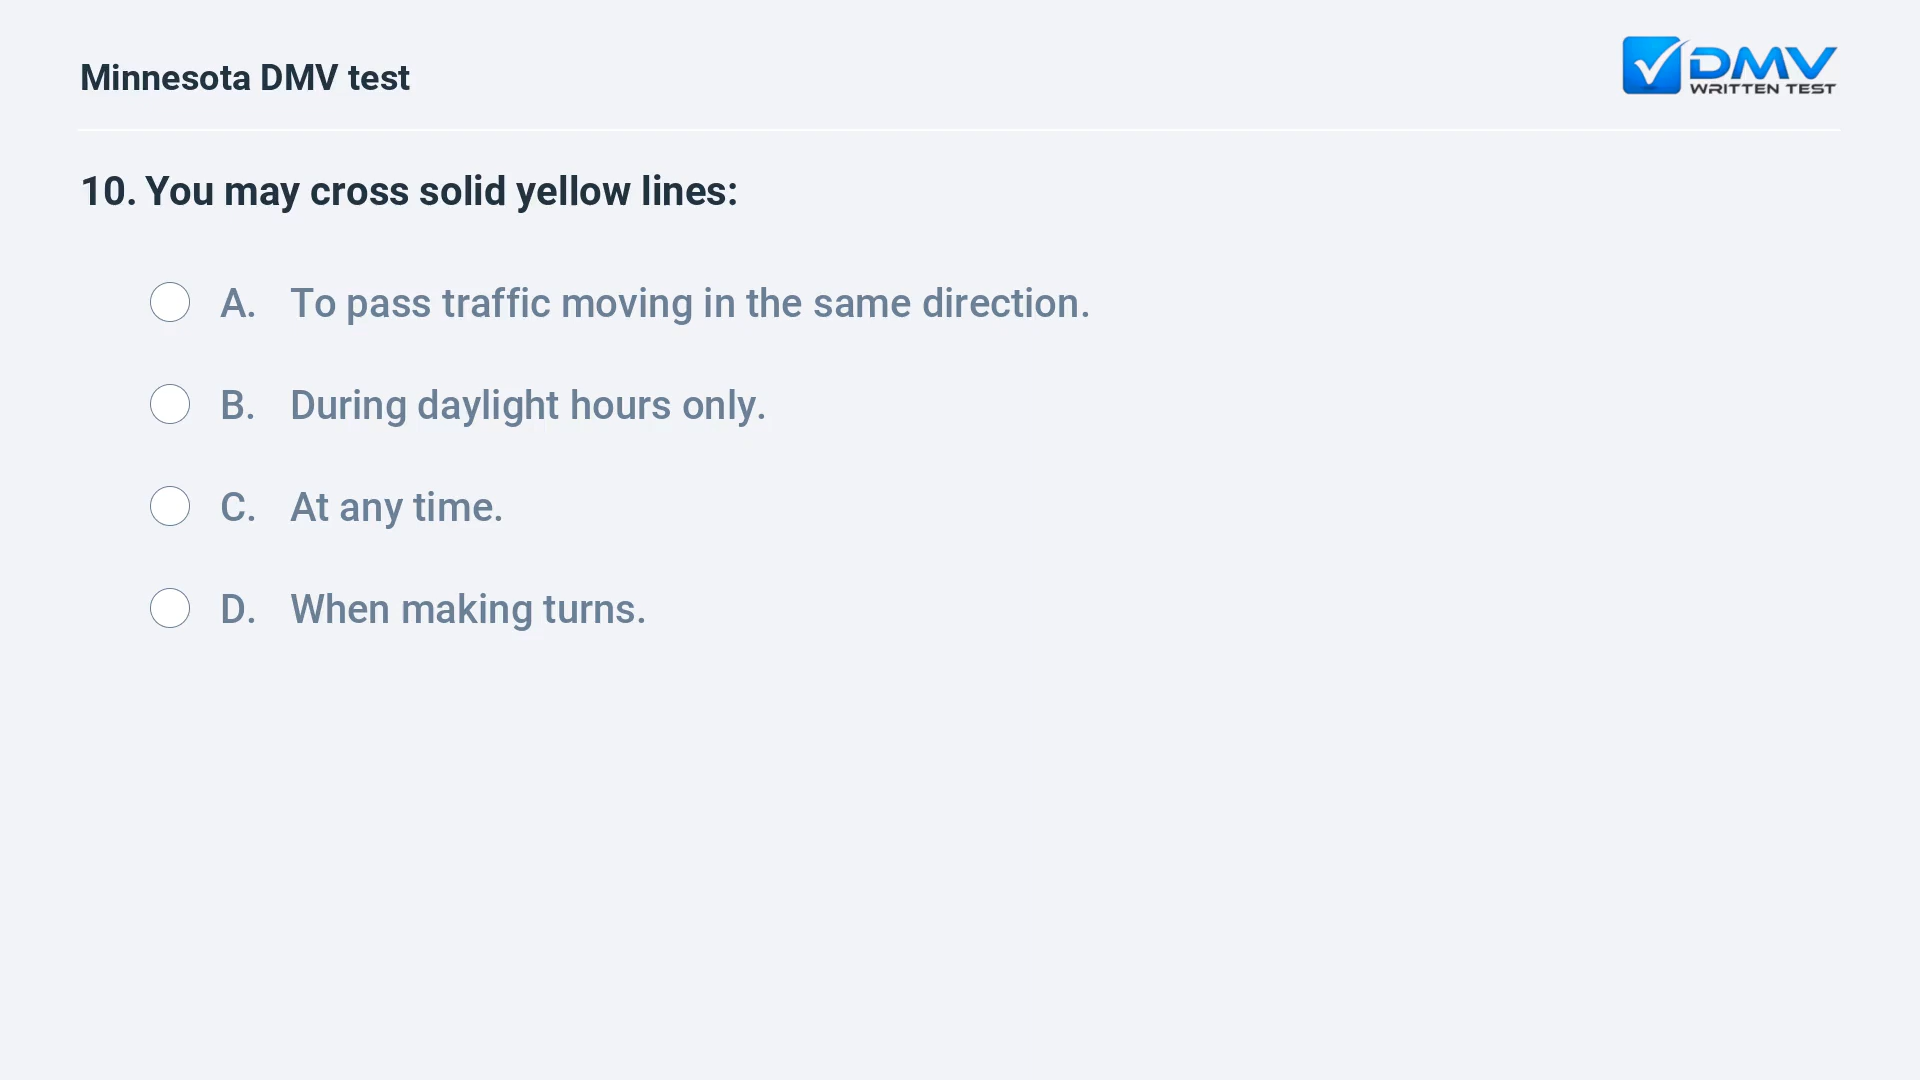 Minnesota DMV test
DMV
WRITTEN TEST
10. You may cross solid yellow lines:
A. To pass traffic moving in the same direction.
B. During daylight hours only.
C. At any time.
D. When making turns.